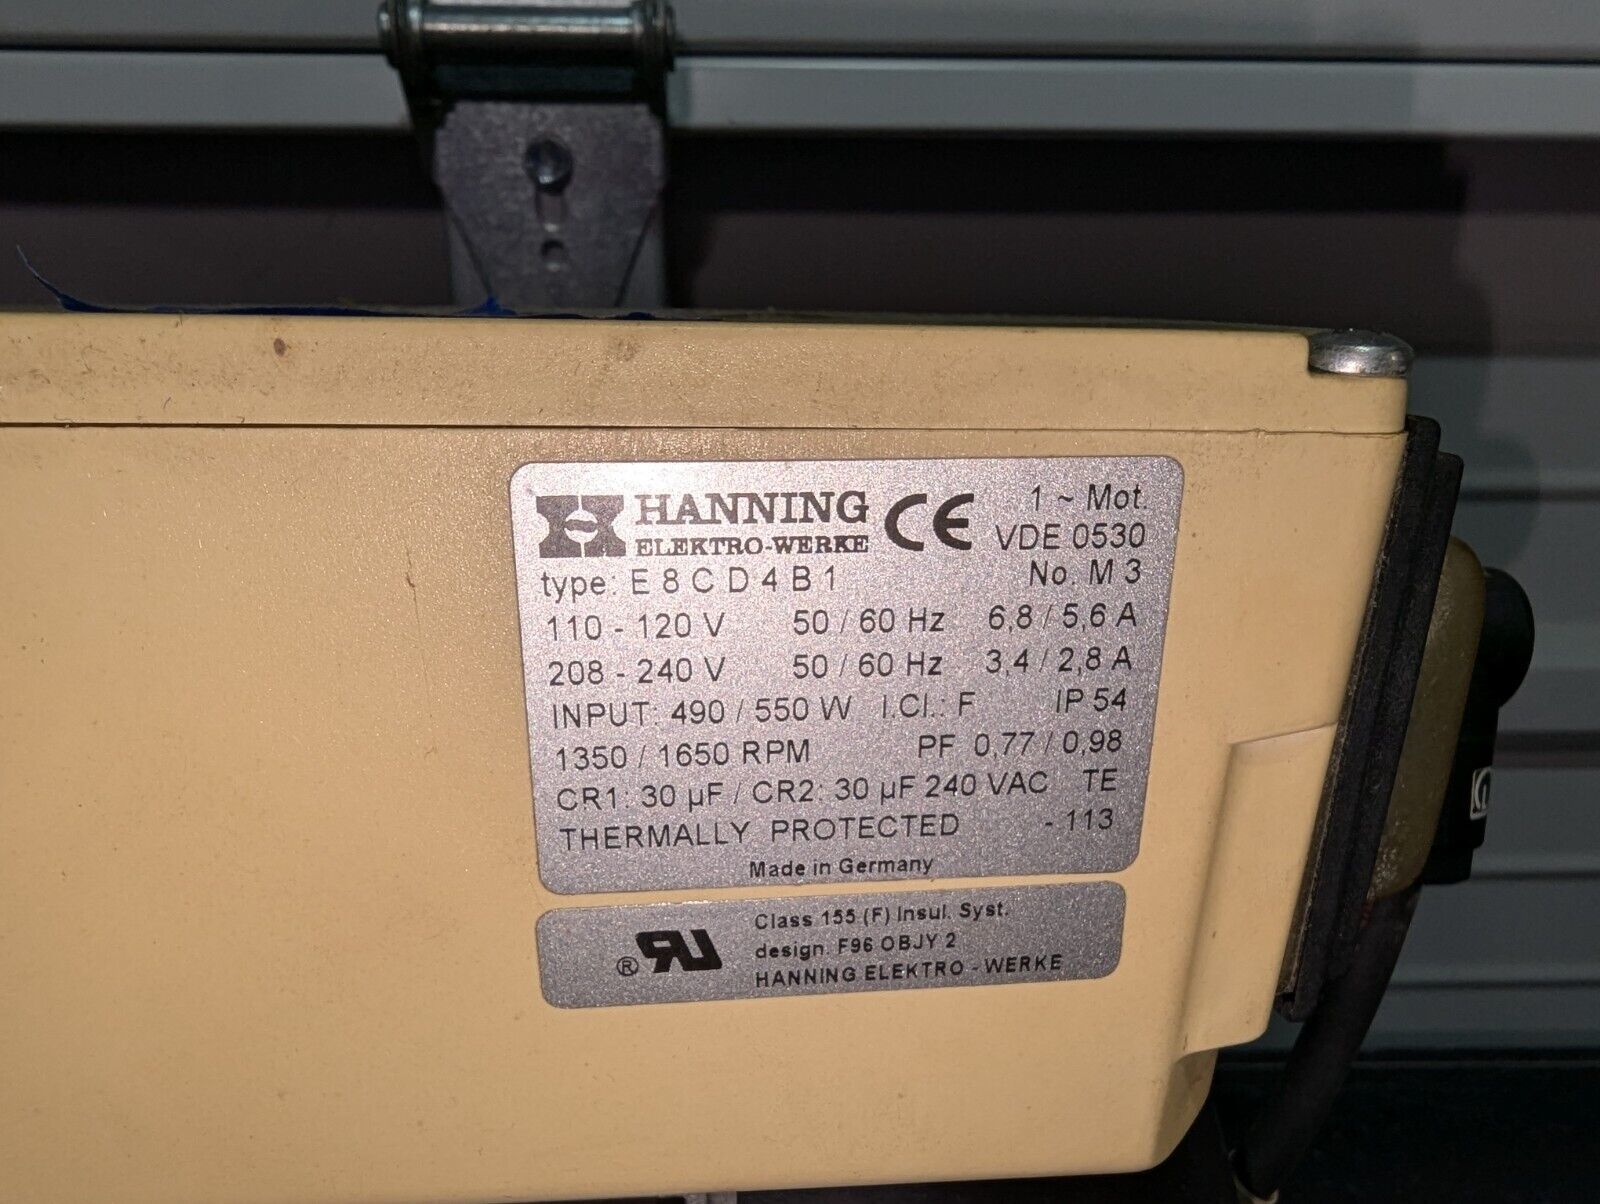 HANNING
ELEKTRO-WERKE
CE
1 ~ Mot.
VDE 0530
type: E 8 C D 4 B 1 No. M 3
110 - 120 V 50 / 60 Hz 6,8 / 5,6 A
208 - 240 V 50 / 60 Hz 3,4 / 2,8 A
INPUT: 490 / 550 W I.Cl.: F IP 54
1350 / 1650 RPM PF 0,77 / 0,98
CR1: 30 µF / CR2: 30 µF 240 VAC TE
THERMALLY PROTECTED - 113
Made in Germany
Class 155 (F) Insul. Syst.
design. F96 OBJY 2
HANNING ELEKTRO - WERKE